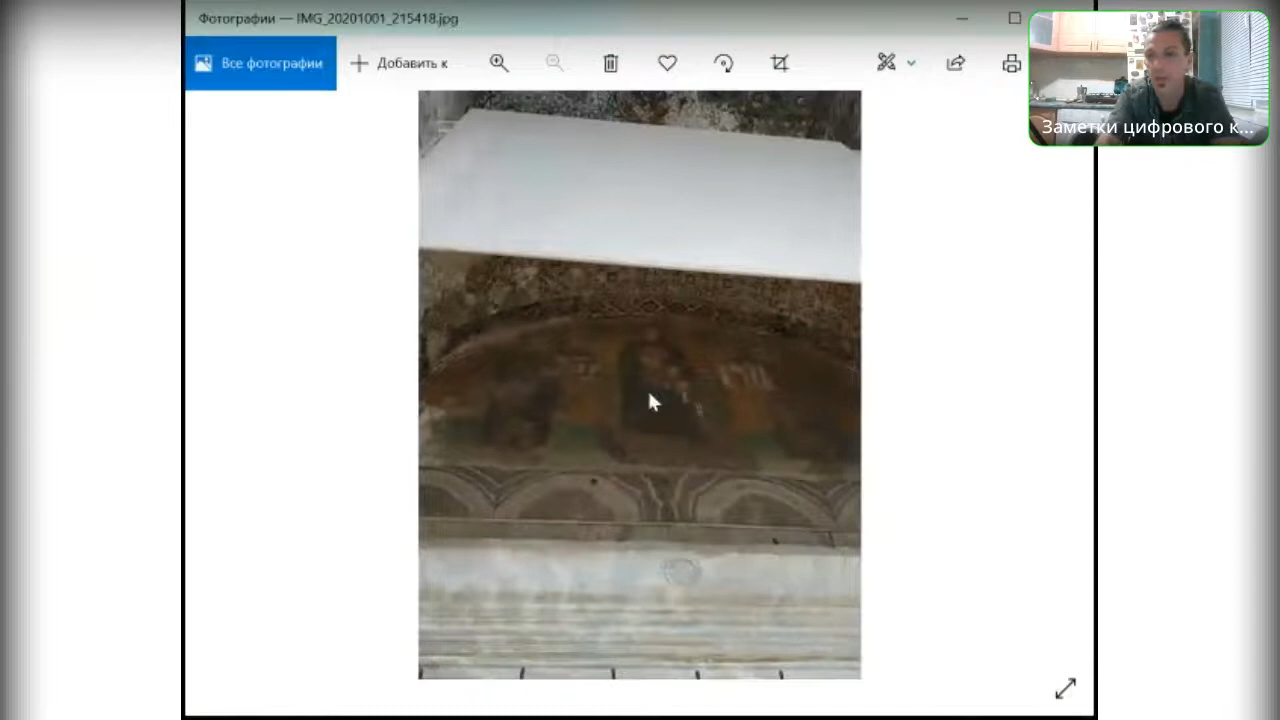 Фотографии — IMG_20201001_215418.jpg
Все фотографии
Добавить к
Заметки цифрового к...